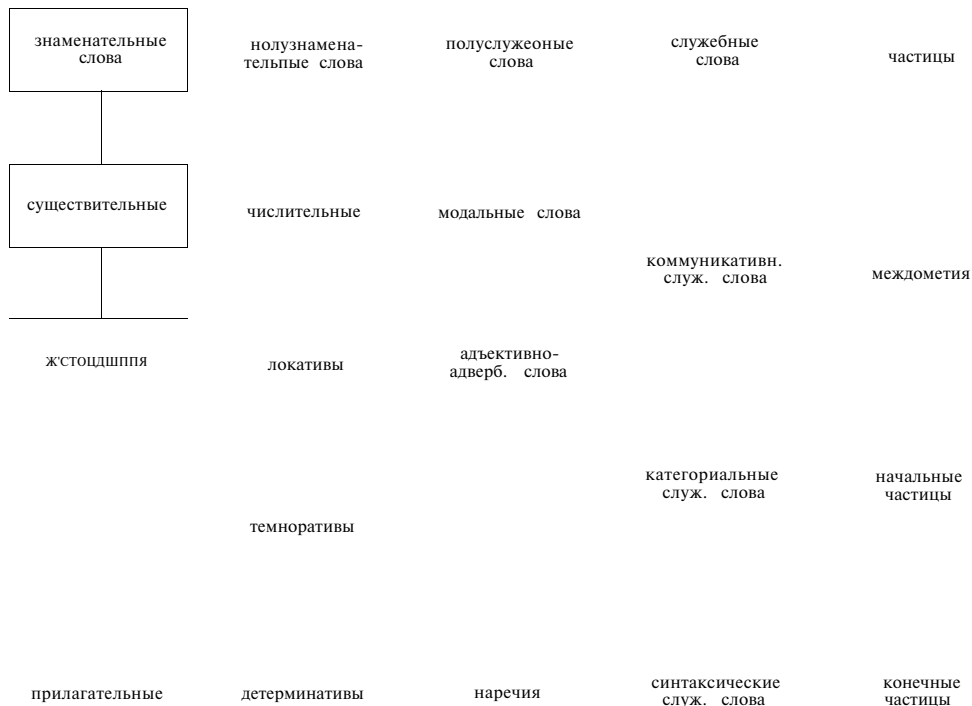 знаменательные
слова
нолузнамена-
тельпые слова
полуслужеоные
слова
служебные
слова
частицы
существительные
числительные
модальные слова
коммуникативн.
служ. слова
междометия
Ж'СТОЦДШППЯ
локативы
адъективно-
адверб. слова
категориальные
служ. слова
начальные
частицы
темноративы
прилагательные
детерминативы
наречия
синтаксические
служ. слова
конечные
частицы